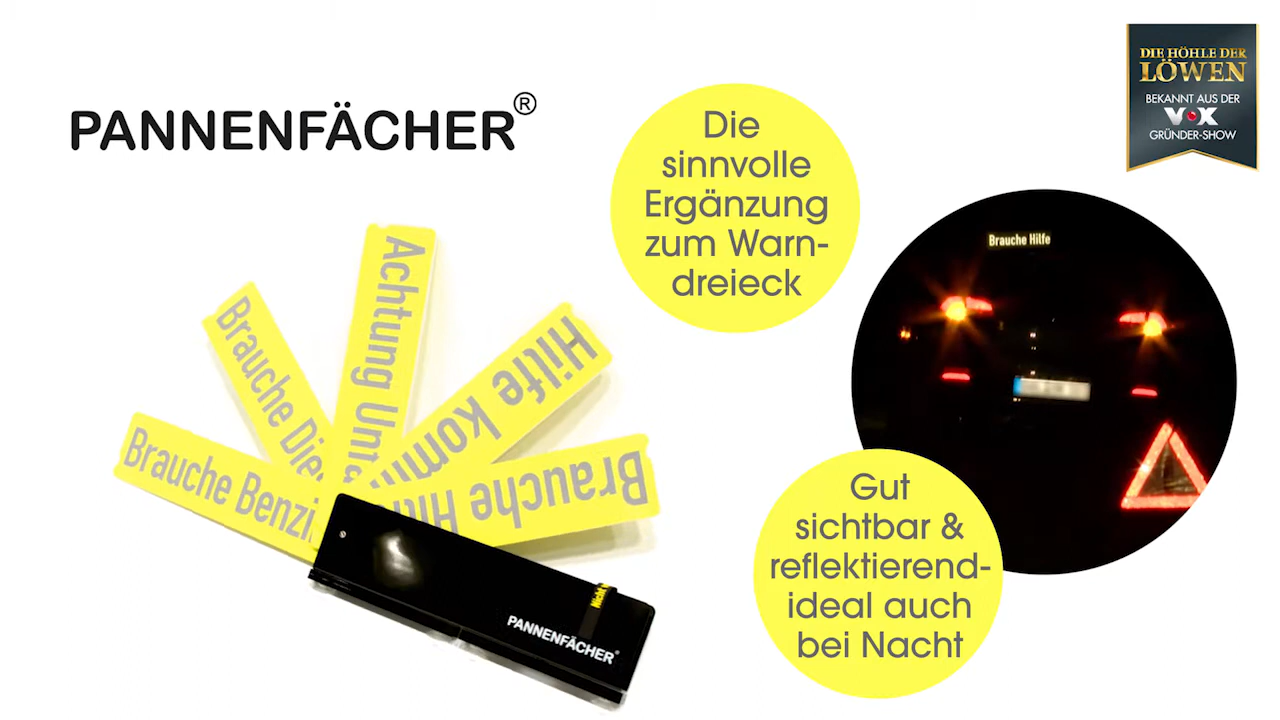 PANNENFÄCHER®
Die
sinnvolle
Ergänzung
zum Warn-
dreieck
DIE HÖHLE DER
LÖWEN
BEKANNT AUS DER
VOX
GRÜNDER-SHOW
Brauche Hilfe
Achtung
Brauche
Hilfe
Brauche
Brauche
PANNENFÄCHER®
Gut
sichtbar &
reflektierend-
ideal auch
bei Nacht